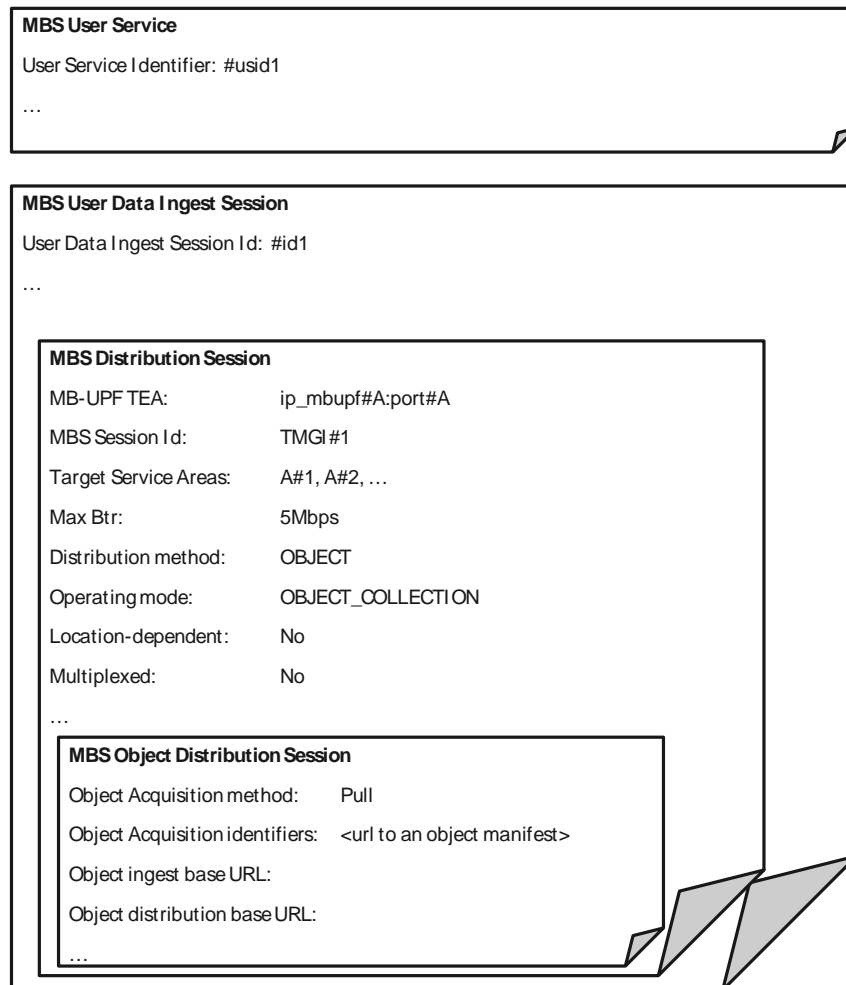 MBS User Service
User Service Identifier: #usid1
…
MBS User Data Ingest Session
User Data Ingest Session Id: #id1
…
MBS Distribution Session
MB-UPF TEA: ip_mbupf#A:port#A
MBS Session Id: TMGI#1
Target Service Areas: A#1, A#2, …
Max Btr: 5Mbps
Distribution method: OBJECT
Operating mode: OBJECT_COLLECTION
Location-dependent: No
Multiplexed: No
…
MBS Object Distribution Session
Object Acquisition method: Pull
Object Acquisition identifiers: <url to an object manifest>
Object ingest base URL:
Object distribution base URL:
…